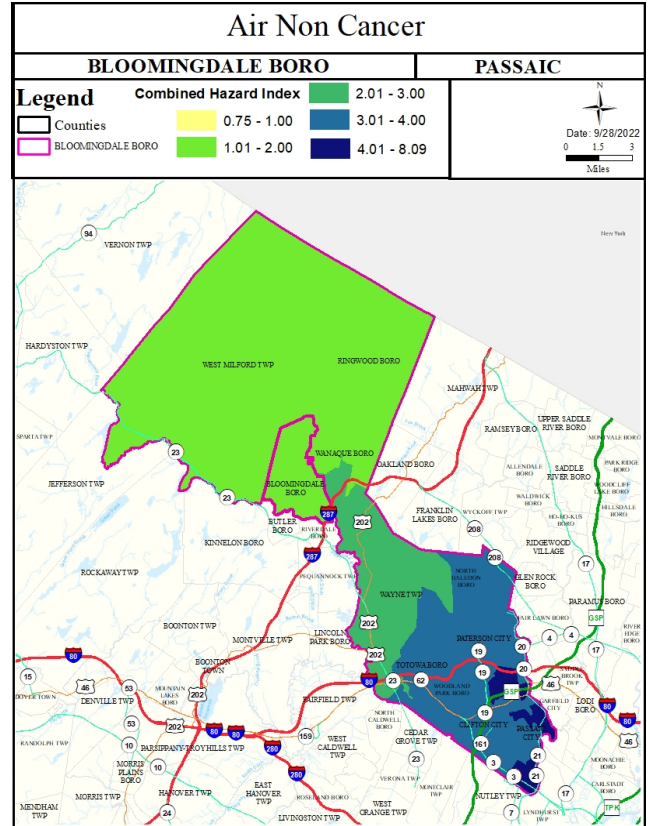 Air Non Cancer
BLOOMINGDALE BORO
PASSAIC
Legend
Counties
BLOOMINGDALE BORO
Combined Hazard Index
0.75 - 1.00
1.01 - 2.00
2.01 - 3.00
3.01 - 4.00
4.01 - 8.09
N
Date: 9/28/2022
0 1.5 3
Miles
New York
94
VERNON TWP
HARDYSTON TWP
WEST MILFORD TWP
RINGWOOD BORO
MAHWAH TWP
UPPER SADDLE
RIVER BORO
RAMSEY BORO
MONTVALE BORO
SPARTA TWP
23
WANAQUE BORO
OAKLAND BORO
ALLENDALE
BORO
SADDLE
RIVER BORO
PARK RIDGE
BORO
WOODCLIFF
LAKE BORO
JEFFERSON TWP
23
BLOOMINGDALE
BORO
WALDWICK
BORO
HILLSDALE
BORO
287
202
FRANKLIN
LAKES BORO
WYCKOFF TWP
HO-HO-KUS
BORO
BUTLER
BORO
RIVERDALE
BORO
208
RIDGEWOOD
VILLAGE
KINNELON BORO
287
208
17
ROCKAWAY TWP
PEQUANNOCK TWP
NORTH
HALEDON
BORO
GLEN ROCK
BORO
WAYNE TWP
PARAMUS BORO
BOONTON TWP
202
FAIR LAWN BORO
GSP
RIVER
EDGE
BORO
MONTVILLE TWP
LINCOLN
PARK BORO
PATERSON CITY
4
4
20
17
80
BOONTON
TOWN
202
TOTOWA BORO
19
15
46
53
MOUNTAIN
LAKES
BORO
202
80
23
62
19
20
SADDLE
BROOK
TWP
DOVER TOWN
DENVILLE TWP
FAIRFIELD TWP
WOODLAND
PARK BORO
GSP
46
GARFIELD
CITY
LODI
BORO
80
53
202
80
80
159
NORTH
CALDWELL
BORO
19
CLIFTON CITY
PASSAIC
CITY
46
RANDOLPH TWP
10
PARSIPPANY-TROY HILLS TWP
280
WEST
CALDWELL
TWP
CEDAR
GROVE TWP
161
21
MORRIS
PLAINS
BORO
10
23
3
MOONACHIE
BORO
280
VERONA TWP
3
21
MORRIS TWP
HANOVER TWP
EAST
HANOVER
TWP
ROSELAND BORO
MONTCLAIR
TWP
NUTLEY TWP
17
CARLSTADT
BORO
MENDHAM
TWP
24
LIVINGSTON TWP
WEST
ORANGE TWP
7
LYNDHURST
TWP
TPK